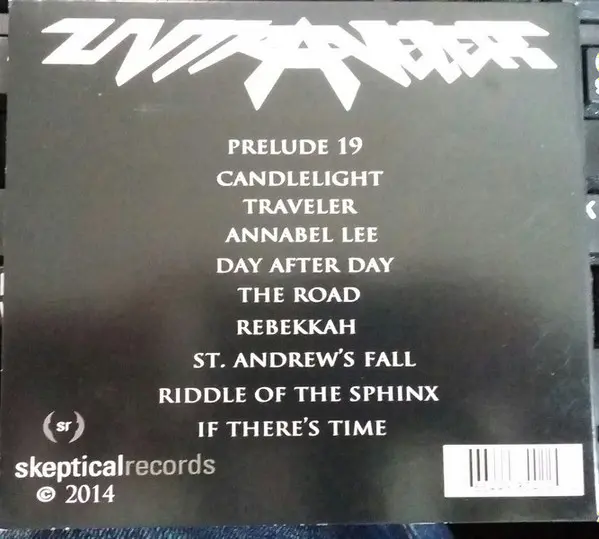 PRELUDE 19
CANDLELIGHT
TRAVELER
ANNABEL LEE
DAY AFTER DAY
THE ROAD
REBEKKAH
ST. ANDREW'S FALL
RIDDLE OF THE SPHINX
IF THERE'S TIME
(sr)
skepticalrecords
© 2014